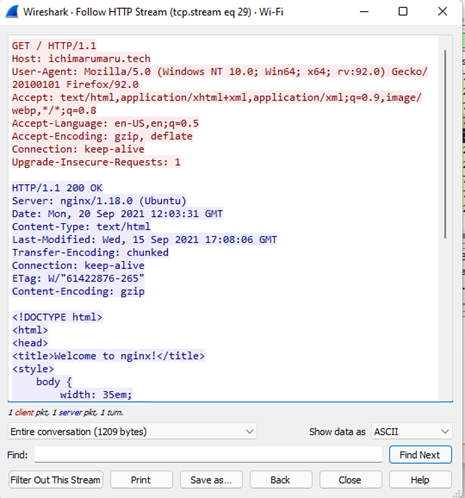 Wireshark · Follow HTTP Stream (tcp.stream eq 29) · Wi-Fi
GET / HTTP/1.1
Host: ichimarumaru.tech
User-Agent: Mozilla/5.0 (Windows NT 10.0; Win64; x64; rv:92.0) Gecko/
20100101 Firefox/92.0
Accept: text/html,application/xhtml+xml,application/xml;q=0.9,image/
webp,*/*;q=0.8
Accept-Language: en-US,en;q=0.5
Accept-Encoding: gzip, deflate
Connection: keep-alive
Upgrade-Insecure-Requests: 1
HTTP/1.1 200 OK
Server: nginx/1.18.0 (Ubuntu)
Date: Mon, 20 Sep 2021 12:03:31 GMT
Content-Type: text/html
Last-Modified: Wed, 15 Sep 2021 17:08:06 GMT
Transfer-Encoding: chunked
Connection: keep-alive
ETag: W/"61422876-265"
Content-Encoding: gzip
<!DOCTYPE html>
<html>
<head>
<title>Welcome to nginx!</title>
<style>
body {
width: 35em;
1 client pkt, 1 server pkt, 1 turn.
Entire conversation (1209 bytes) Show data as ASCII
Find: Find Next
Filter Out This Stream Print Save as... Back Close Help